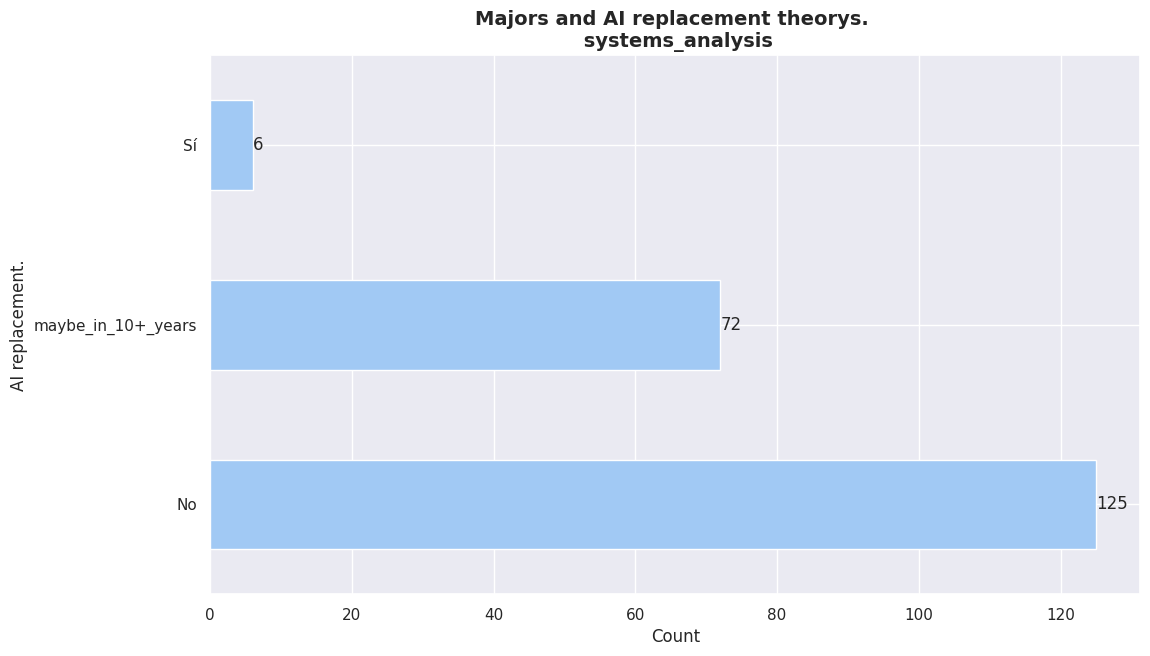 Majors and AI replacement theorys.
systems_analysis
Sí
6
AI replacement.
maybe_in_10+_years
72
No
125
0 20 40 60 80 100 120
Count